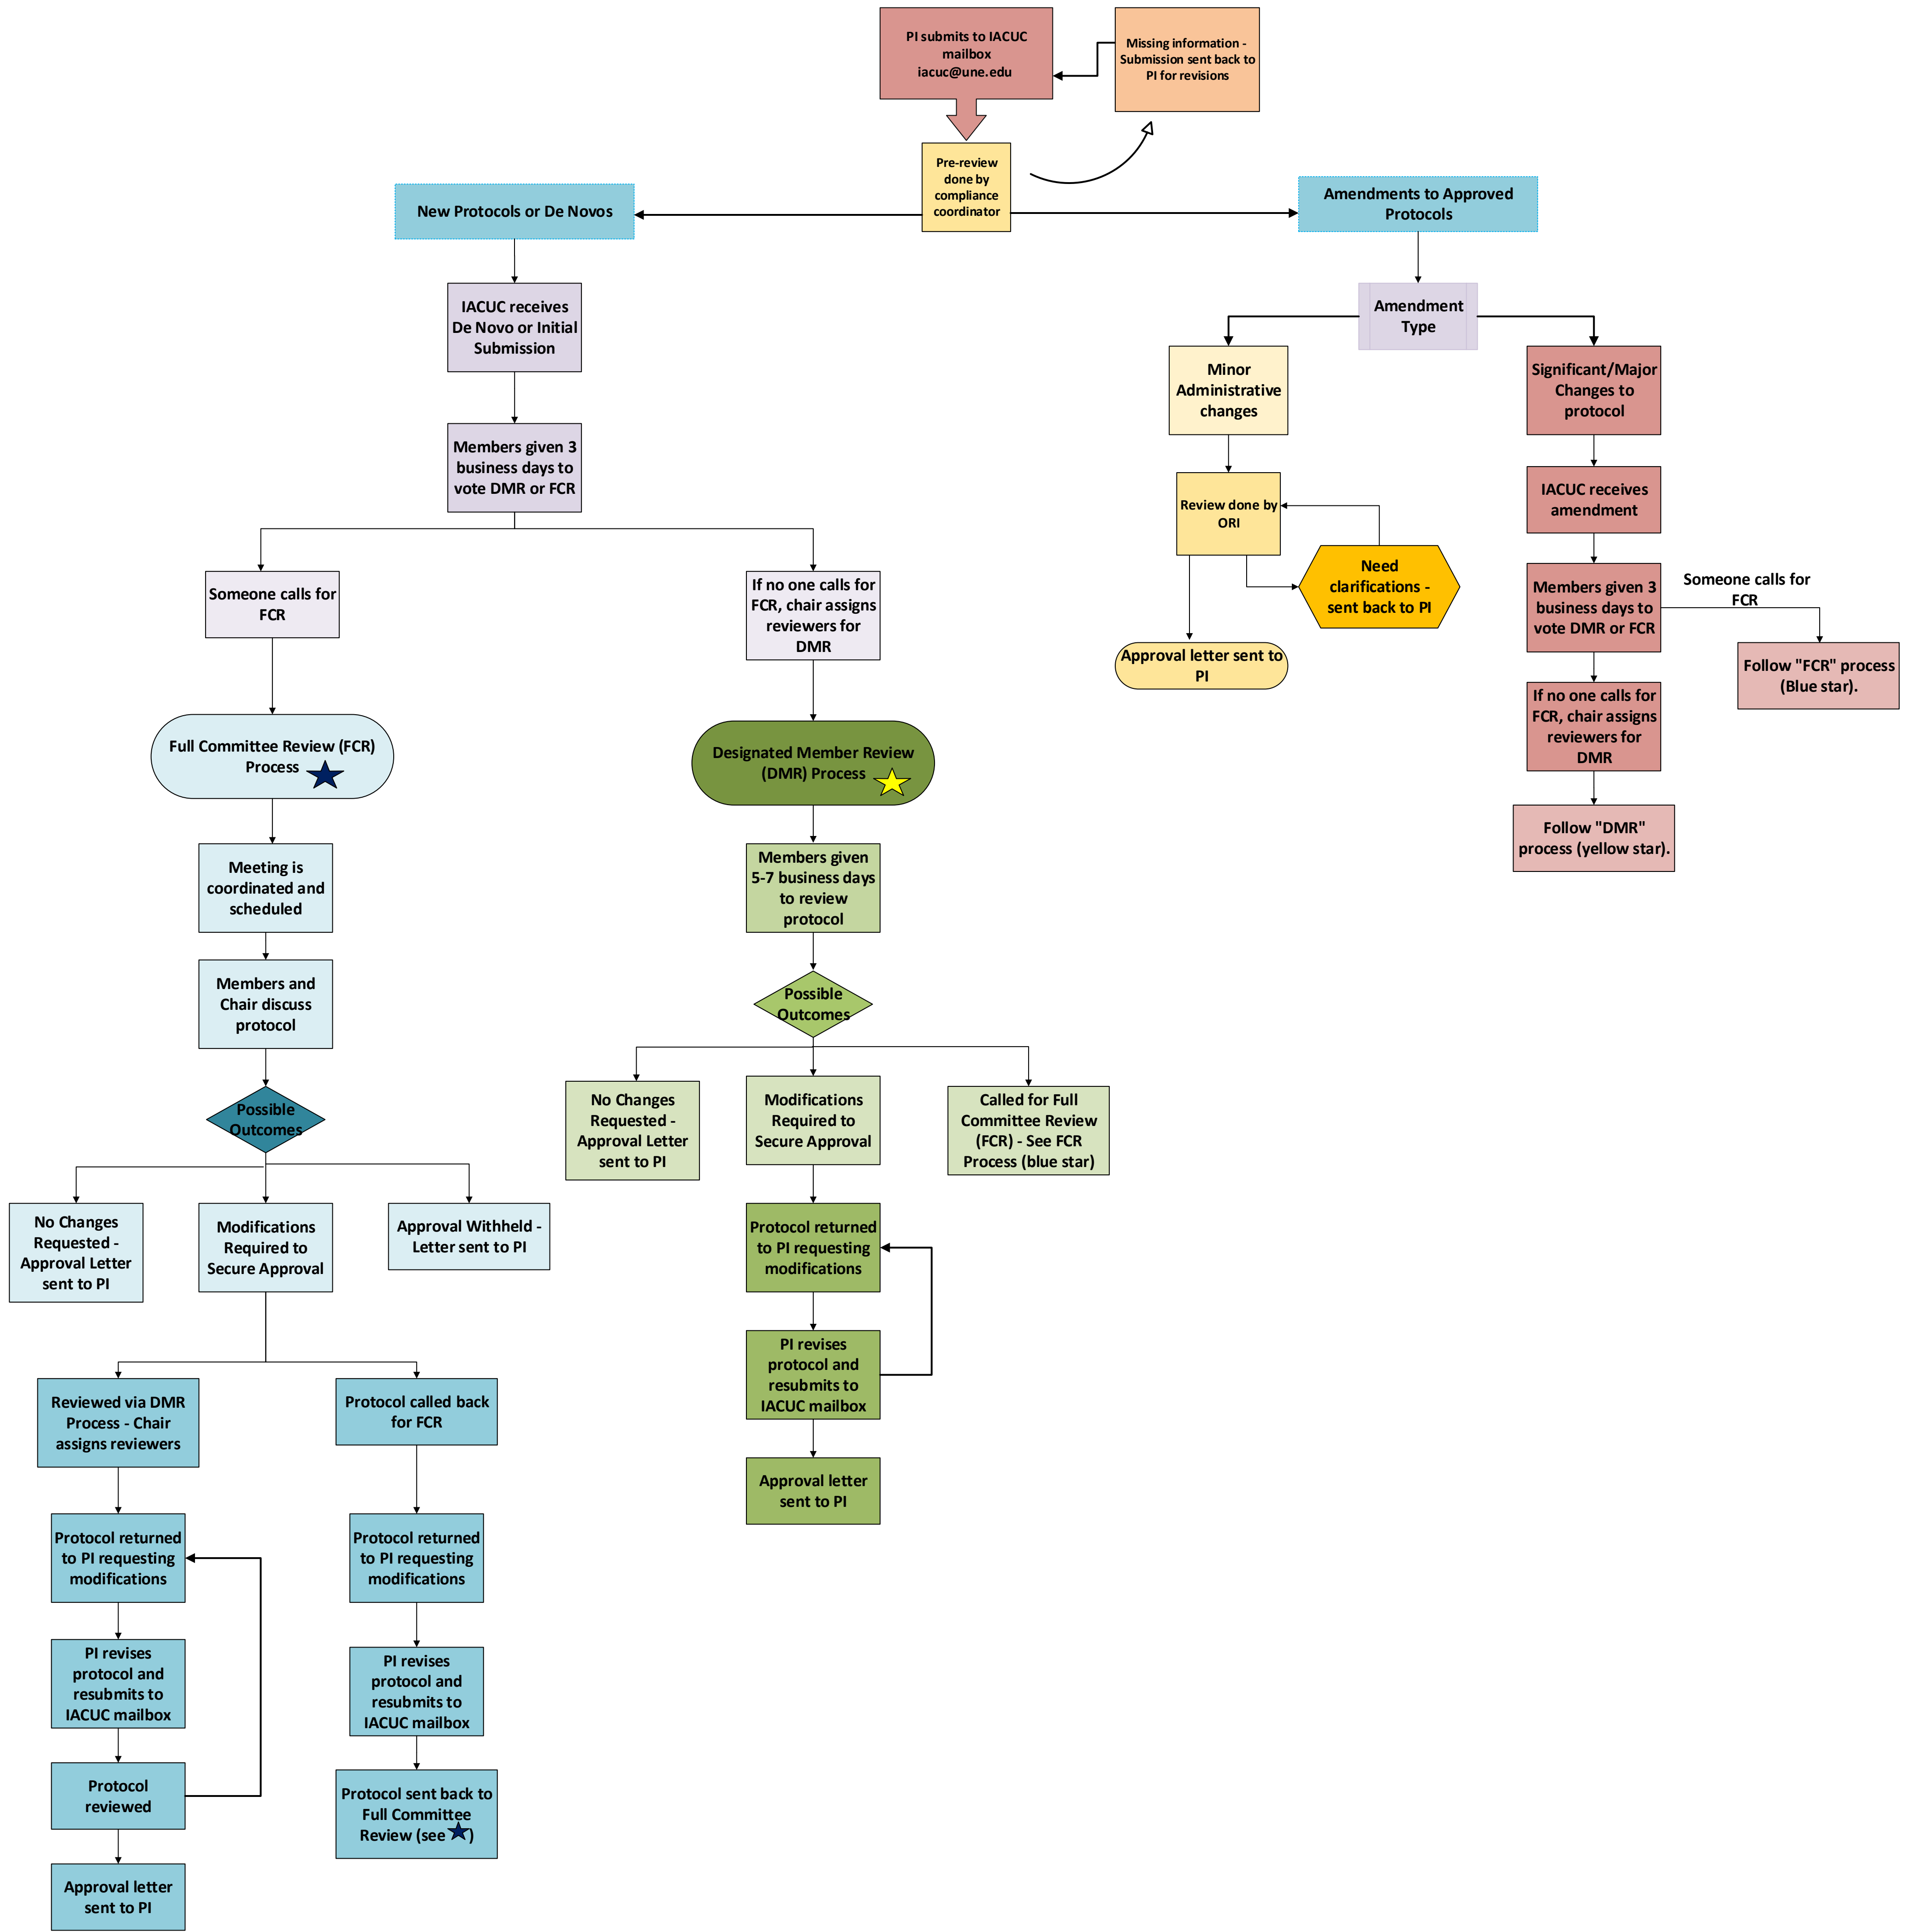 PI submits to IACUC
mailbox
iacuc@une.edu
Missing information -
Submission sent back to
PI for revisions
Pre-review
done by
compliance
coordinator
New Protocols or De Novos
Amendments to Approved
Protocols
IACUC receives
De Novo or Initial
Submission
Members given 3
business days to
vote DMR or FCR
Someone calls for
FCR
If no one calls for
FCR, chair assigns
reviewers for
DMR
Full Committee Review (FCR)
Process
Designated Member Review
(DMR) Process
Meeting is
coordinated and
scheduled
Members and
Chair discuss
protocol
Possible
Outcomes
No Changes
Requested -
Approval Letter
sent to PI
Modifications
Required to
Secure Approval
Approval Withheld -
Letter sent to PI
Reviewed via DMR
Process - Chair
assigns reviewers
Protocol returned
to PI requesting
modifications
PI revises
protocol and
resubmits to
IACUC mailbox
Protocol
reviewed
Approval letter
sent to PI
Protocol called back
for FCR
Protocol returned
to PI requesting
modifications
PI revises
protocol and
resubmits to
IACUC mailbox
Protocol sent back to
Full Committee
Review (see ★)
Members given
5-7 business days
to review
protocol
Possible
Outcomes
No Changes
Requested -
Approval Letter
sent to PI
Modifications
Required to
Secure Approval
Called for Full
Committee Review
(FCR) - See FCR
Process (blue star)
Protocol returned
to PI requesting
modifications
PI revises
protocol and
resubmits to
IACUC mailbox
Approval letter
sent to PI
Amendment
Type
Minor
Administrative
changes
Review done by
ORI
Need
clarifications -
sent back to PI
Approval letter sent to
PI
Significant/Major
Changes to
protocol
IACUC receives
amendment
Members given 3
business days to
vote DMR or FCR
Someone calls for
FCR
Follow "FCR" process
(Blue star).
If no one calls for
FCR, chair assigns
reviewers for
DMR
Follow "DMR"
process (yellow star).